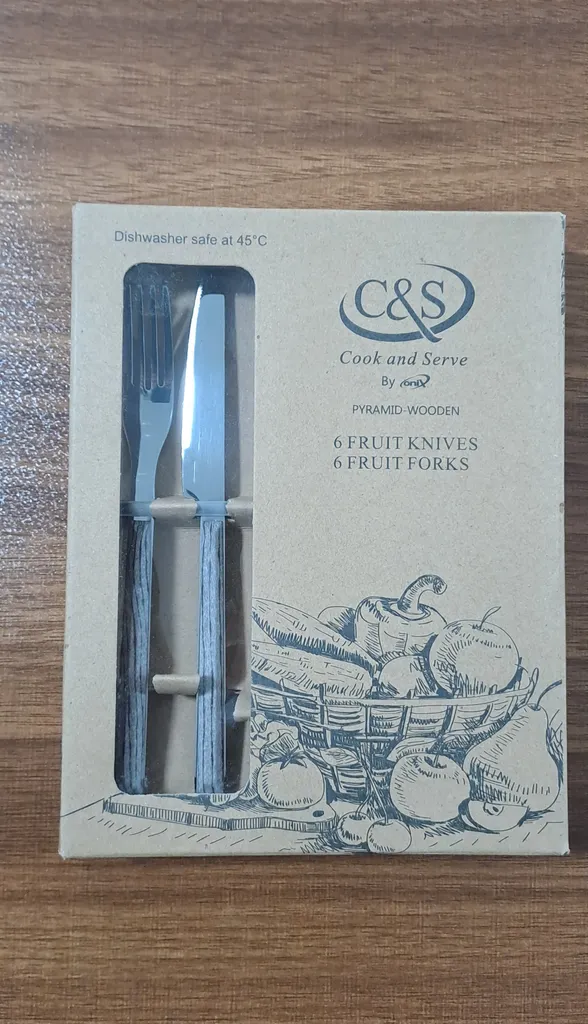 Dishwasher safe at 45°C
C&S
Cook and Serve
By onix
PYRAMID-WOODEN
6 FRUIT KNIVES
6 FRUIT FORKS